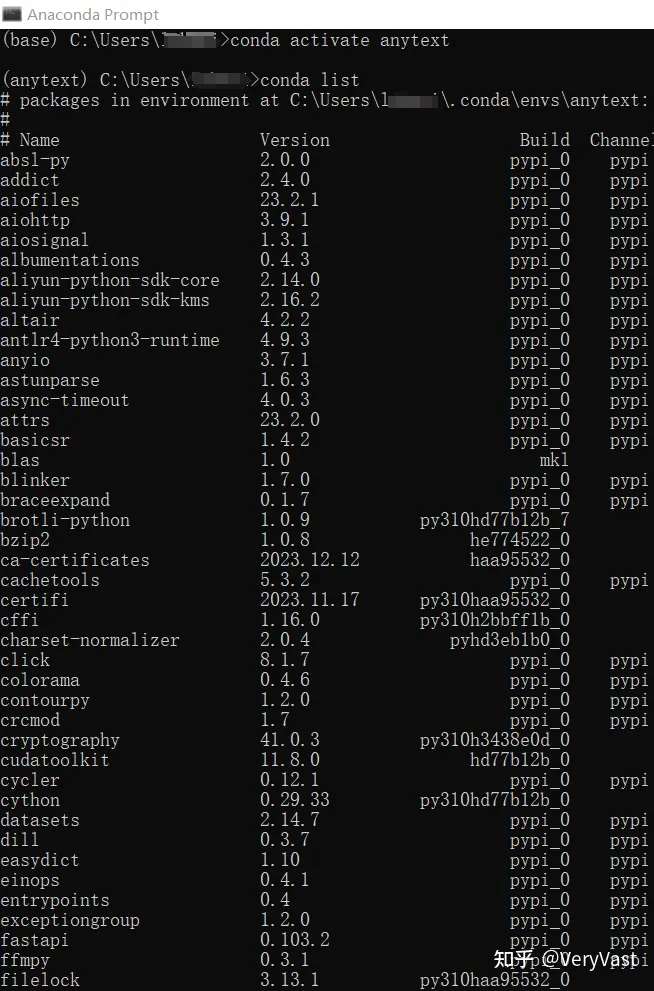 Anaconda Prompt
(base) C:\Users\ >conda activate anytext
(anytext) C:\Users\ >conda list
# packages in environment at C:\Users\ \.conda\envs\anytext:
#
# Name Version Build Channel
absl-py 2.0.0 pypi_0 pypi
addict 2.4.0 pypi_0 pypi
aiofiles 23.2.1 pypi_0 pypi
aiohttp 3.9.1 pypi_0 pypi
aiosignal 1.3.1 pypi_0 pypi
albumentations 0.4.3 pypi_0 pypi
aliyun-python-sdk-core 2.14.0 pypi_0 pypi
aliyun-python-sdk-kms 2.16.2 pypi_0 pypi
altair 4.2.2 pypi_0 pypi
antlr4-python3-runtime 4.9.3 pypi_0 pypi
anyio 3.7.1 pypi_0 pypi
astunparse 1.6.3 pypi_0 pypi
async-timeout 4.0.3 pypi_0 pypi
attrs 23.2.0 pypi_0 pypi
basicsr 1.4.2 pypi_0 pypi
blas 1.0 mkl
blinker 1.7.0 pypi_0 pypi
braceexpand 0.1.7 pypi_0 pypi
brotli-python 1.0.9 py310hd77b12b_7
bzip2 1.0.8 he774522_0
ca-certificates 2023.12.12 haa95532_0
cachetools 5.3.2 pypi_0 pypi
certifi 2023.11.17 py310haa95532_0
cffi 1.16.0 py310h2bbff1b_0
charset-normalizer 2.0.4 pyhd3eb1b0_0
click 8.1.7 pypi_0 pypi
colorama 0.4.6 pypi_0 pypi
contourpy 1.2.0 pypi_0 pypi
crcmod 1.7 pypi_0 pypi
cryptography 41.0.3 py310h3438e0d_0
cudatoolkit 11.8.0 hd77b12b_0
cycler 0.12.1 pypi_0 pypi
cython 0.29.33 py310hd77b12b_0
datasets 2.14.7 pypi_0 pypi
dill 0.3.7 pypi_0 pypi
easydict 1.10 pypi_0 pypi
einops 0.4.1 pypi_0 pypi
entrypoints 0.4 pypi_0 pypi
exceptiongroup 1.2.0 pypi_0 pypi
fastapi 0.103.2 pypi_0 pypi
ffmpy 0.3.1 pypi_0 pypi
知乎 @VeryVast
filelock 3.13.1 py310haa95532_0